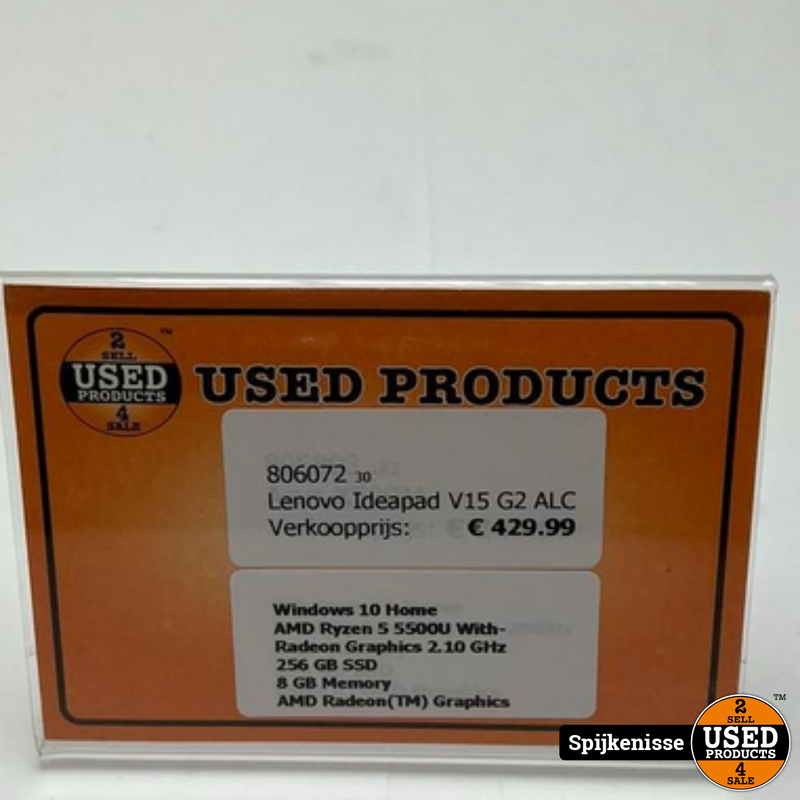 2
SELL
USED
PRODUCTS
4
SALE
™
USED PRODUCTS
806072 30
Lenovo Ideapad V15 G2 ALC
Verkoopprijs: € 429.99
Windows 10 Home
AMD Ryzen 5 5500U With-
Radeon Graphics 2.10 GHz
256 GB SSD
8 GB Memory
AMD Radeon(TM) Graphics
Spijkenisse
2
SELL
USED
PRODUCTS
4
SALE
™